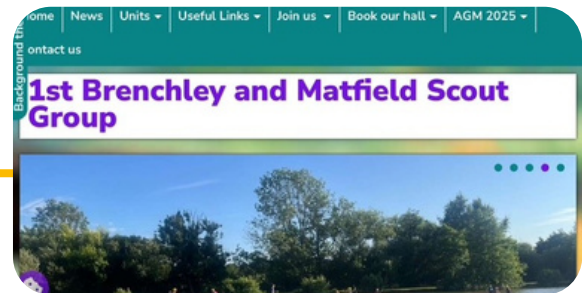 ome News Units Useful Links Join us Book our hall AGM 2025
ontact us
Background the
1st Brenchley and Matfield Scout
Group